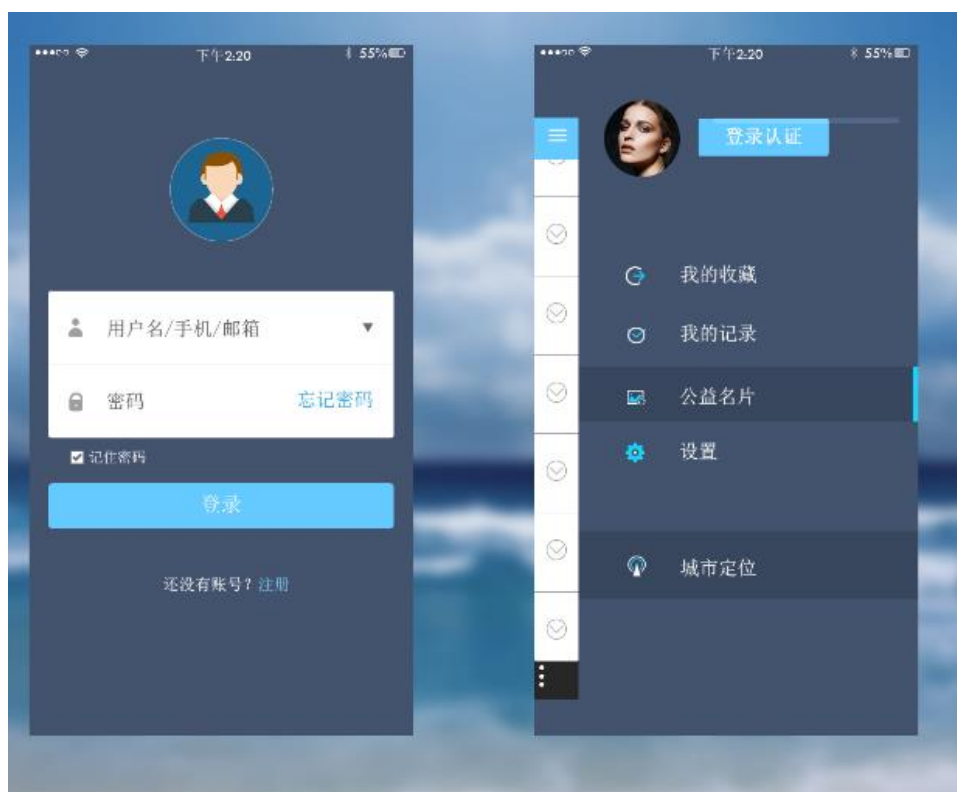 下午2:20
55%
用户名/手机/邮箱
密码 忘记密码
记住密码
登录
还没有账号？注册
下午2:20
55%
登录认证
我的收藏
我的记录
公益名片
设置
城市定位